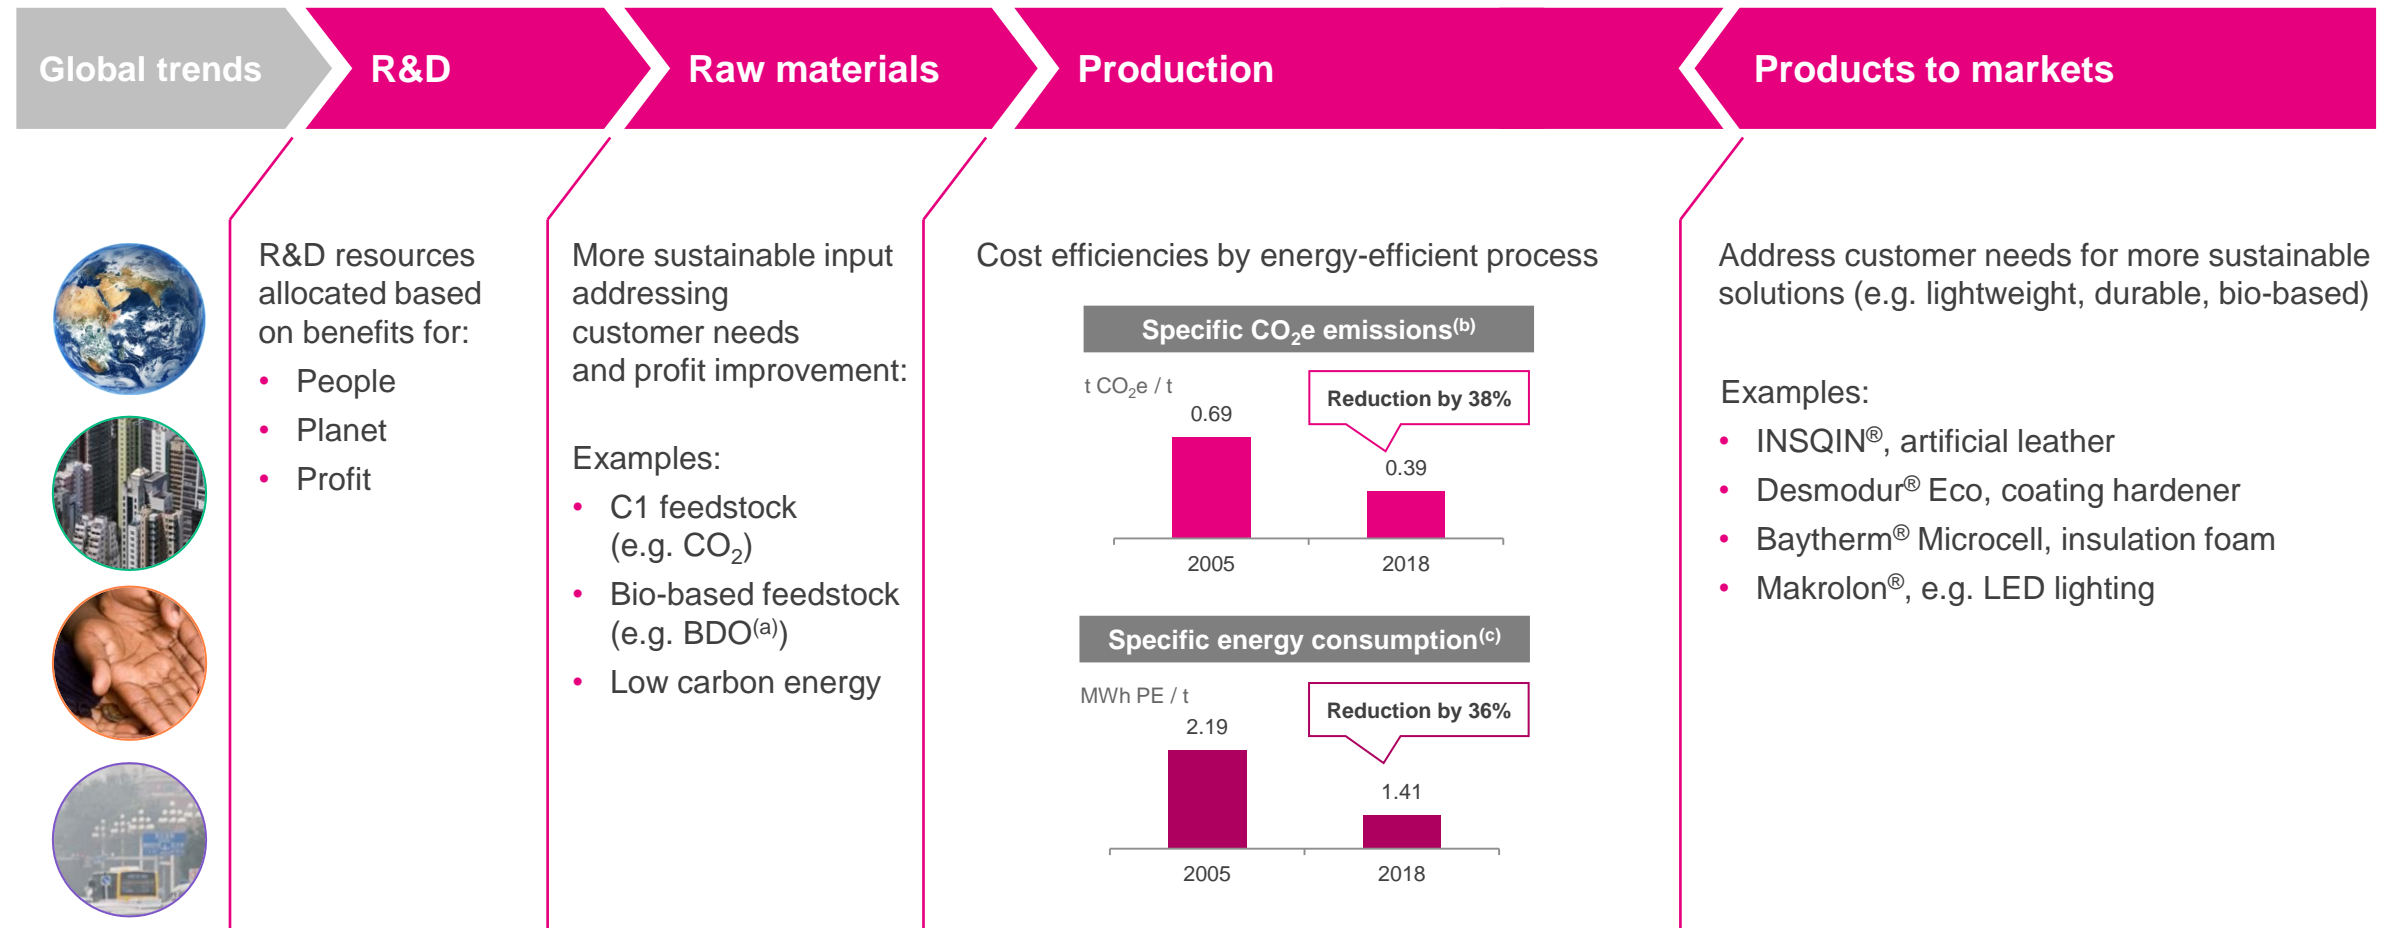 Global trends
R&D
Raw materials
Production
Products to markets
R&D resources
allocated based
on benefits for:
• People
• Planet
• Profit
More sustainable input
addressing
customer needs
and profit improvement:
Examples:
• C1 feedstock
(e.g. CO₂)
• Bio-based feedstock
(e.g. BDO⁽ᵃ⁾)
• Low carbon energy
Cost efficiencies by energy-efficient process
Specific CO₂e emissions⁽ᵇ⁾
t CO₂e / t
Reduction by 38%
0.69
0.39
2005
2018
Specific energy consumption⁽ᶜ⁾
MWh PE / t
Reduction by 36%
2.19
1.41
2005
2018
Address customer needs for more sustainable
solutions (e.g. lightweight, durable, bio-based)
Examples:
• INSQIN®, artificial leather
• Desmodur® Eco, coating hardener
• Baytherm® Microcell, insulation foam
• Makrolon®, e.g. LED lighting